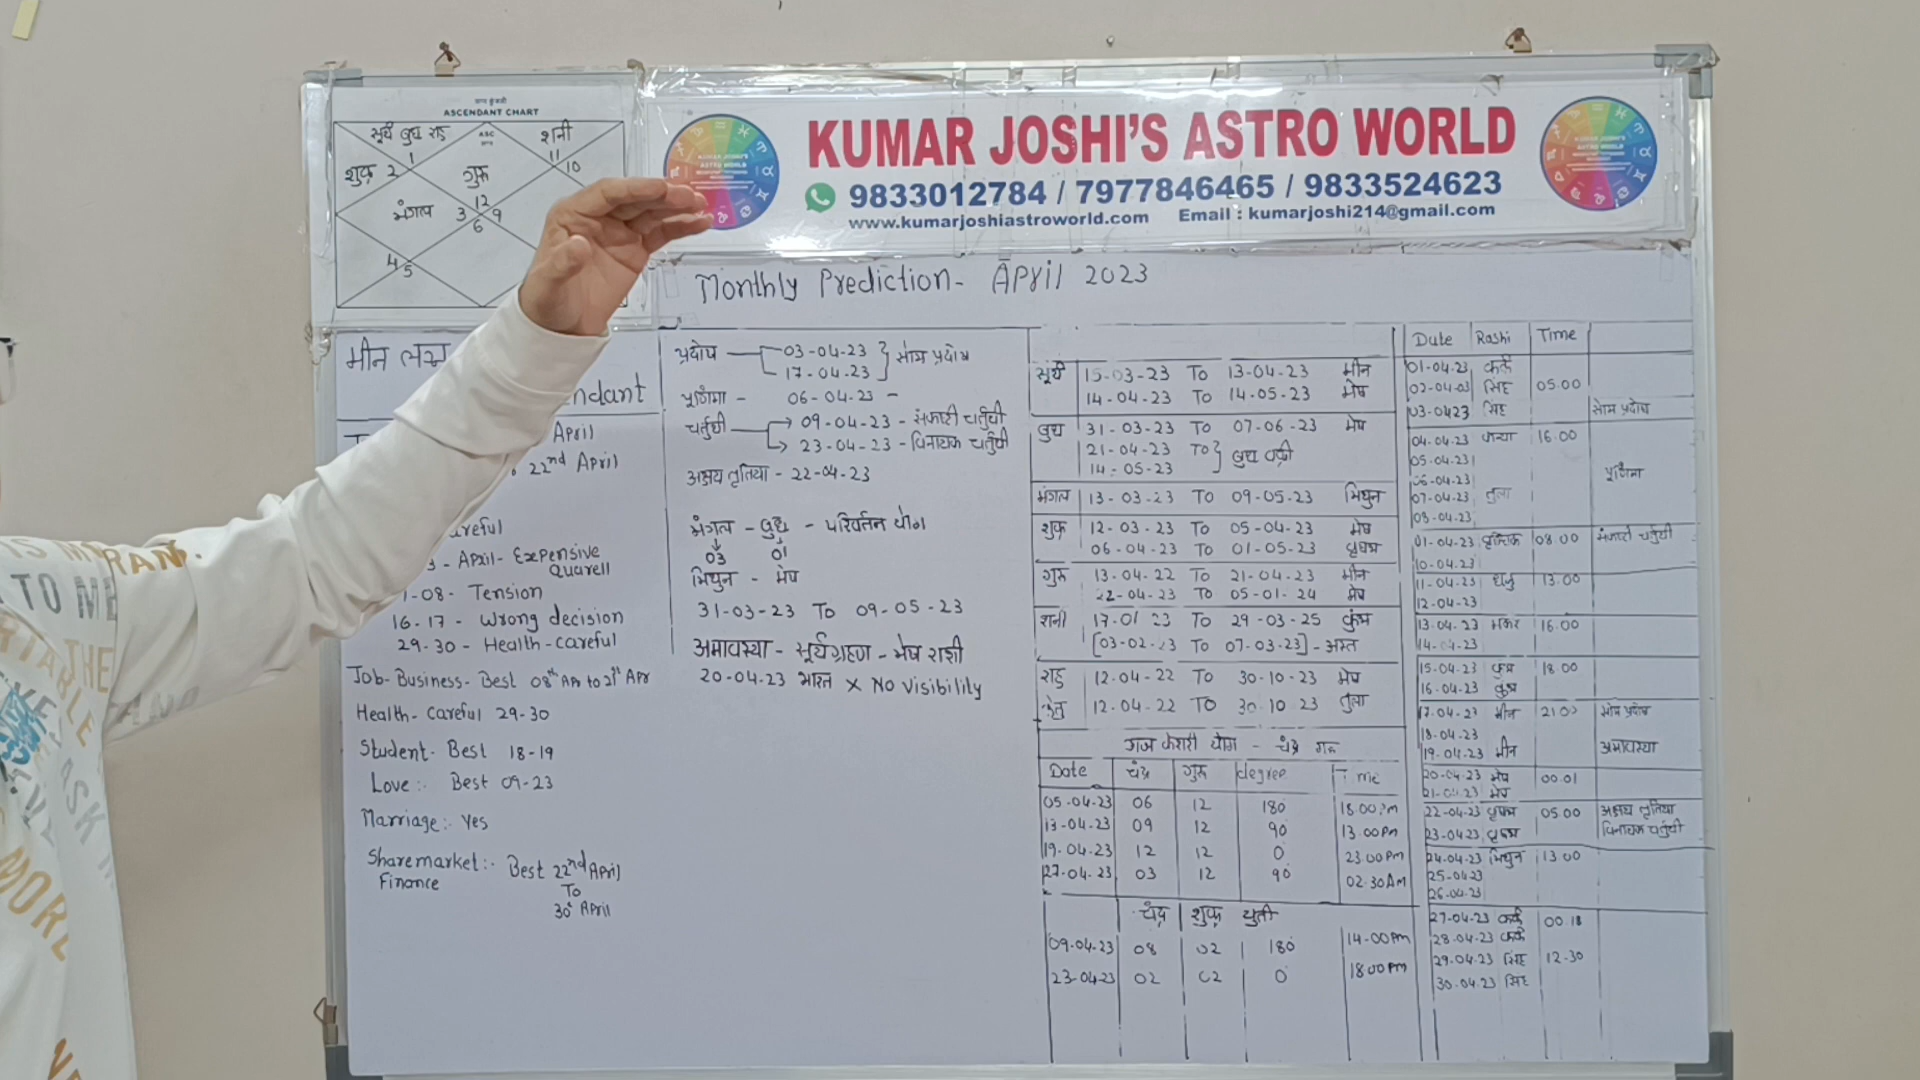 लग्न कुंडली
ASCENDANT CHART
सूर्य बुध राहु
ASC
लग्न
शनी
1
11
10
शुक्र 2
गुरु
12
मंगल 3
9
6
4
5
KUMAR JOSHI'S ASTRO WORLD
9833012784 / 7977846465 / 9833524623
www.kumarjoshiastroworld.com Email : kumarjoshi214@gmail.com
Monthly Prediction- April 2023
मीन लग्न
ndant
April
22nd April
areful
3 - April- Expensive
Quarell
-08- Tension
16-17 - Wrong decision
29-30 - Health-careful
Job- Business- Best 08th Apr to 21st Apr
Health- Careful 29-30
Student- Best 18-19
Love:- Best 09-23
Marriage:- Yes
Sharemarket:- Best 22nd April
Finance
To
30 April
प्रदोष 03-04-23 सोम प्रदोष
17-04-23
पूर्णिमा - 06-04-23 -
चर्तुथी 09-04-23 - संकष्टी चर्तुथी
23-04-23 - विनायक चर्तुथी
अक्षय तृतिया - 22-04-23
मंगल - बुध - परिवर्तन योग
03 01
मिथुन - मेष
31-03-23 To 09-05-23
अमावस्या - सूर्यग्रहण - मेष राशी
20-04-23 भारत X No Visibility
सूर्य 15-03-23 To 13-04-23 मीन
14-04-23 To 14-05-23 मेष
बुध 31-03-23 To 07-06-23 मेष
21-04-23 To बुध वक्री
14-05-23
मंगल 13-03-23 To 09-05-23 मिथुन
शुक्र 12-03-23 To 05-04-23 मेष
06-04-23 To 01-05-23 वृषभ
गुरु 13-04-22 To 21-04-23 मीन
22-04-23 To 05-01-24 मेष
शनी 17-01 23 To 29-03-25 कुंभ
[03-02-23 To 07-03-23] - अस्त
राहु 12-04-22 To 30-10-23 मेष
केतु 12-04-22 To 30.10 23 तुला
गज केसरी योग - चंद्र गुरू
Date चंद्र गुरु degree Time
05-04-23 06 12 180 18.00 Pm
13-04-23 09 12 90 13.00 Pm
19-04-23 12 12 0 23.00 Pm
27-04-23 03 12 90 02.30 Am
चंद्र शुक्र युती
09-04-23 08 02 180 14-00 Pm
23-04-23 02 02 0 18.00 Pm
Date Rashi Time
01-04-23 कर्क
02-04-03 सिंह 05.00
03-0423 सिंह सोम प्रदोष
04-04-23 कन्या 16.00
05-04-23
06-04-23 पूर्णिमा
07-04-23 तुला
08-04-23
01-04-23 वृश्चिक 08.00 संकष्टी चर्तुथी
10-04-23
11-04-23 धनु 13.00
12-04-23
13-04-23 मकर 16.00
14-04-23
15-04-23 कुंभ 18.00
16-04-23 कुंभ
17-04-23 मीन 21.00 सोम प्रदोष
18-04-23
19-04-23 मीन अमावस्या
20-04-23 मेष 00.01
21-04-23 मेष
22-04-23 वृषभ 05.00 अक्षय तृतिया
23-04-23 वृषभ विनायक चर्तुथी
24-04-23 मिथुन 13 00
25-04-23
26-04-23
27-04-23 कर्क 00.18
28-04-23 कर्क
29-04-23 सिंह 12-30
30-04-23 सिंह
TO ME
THE
ASK
MORE